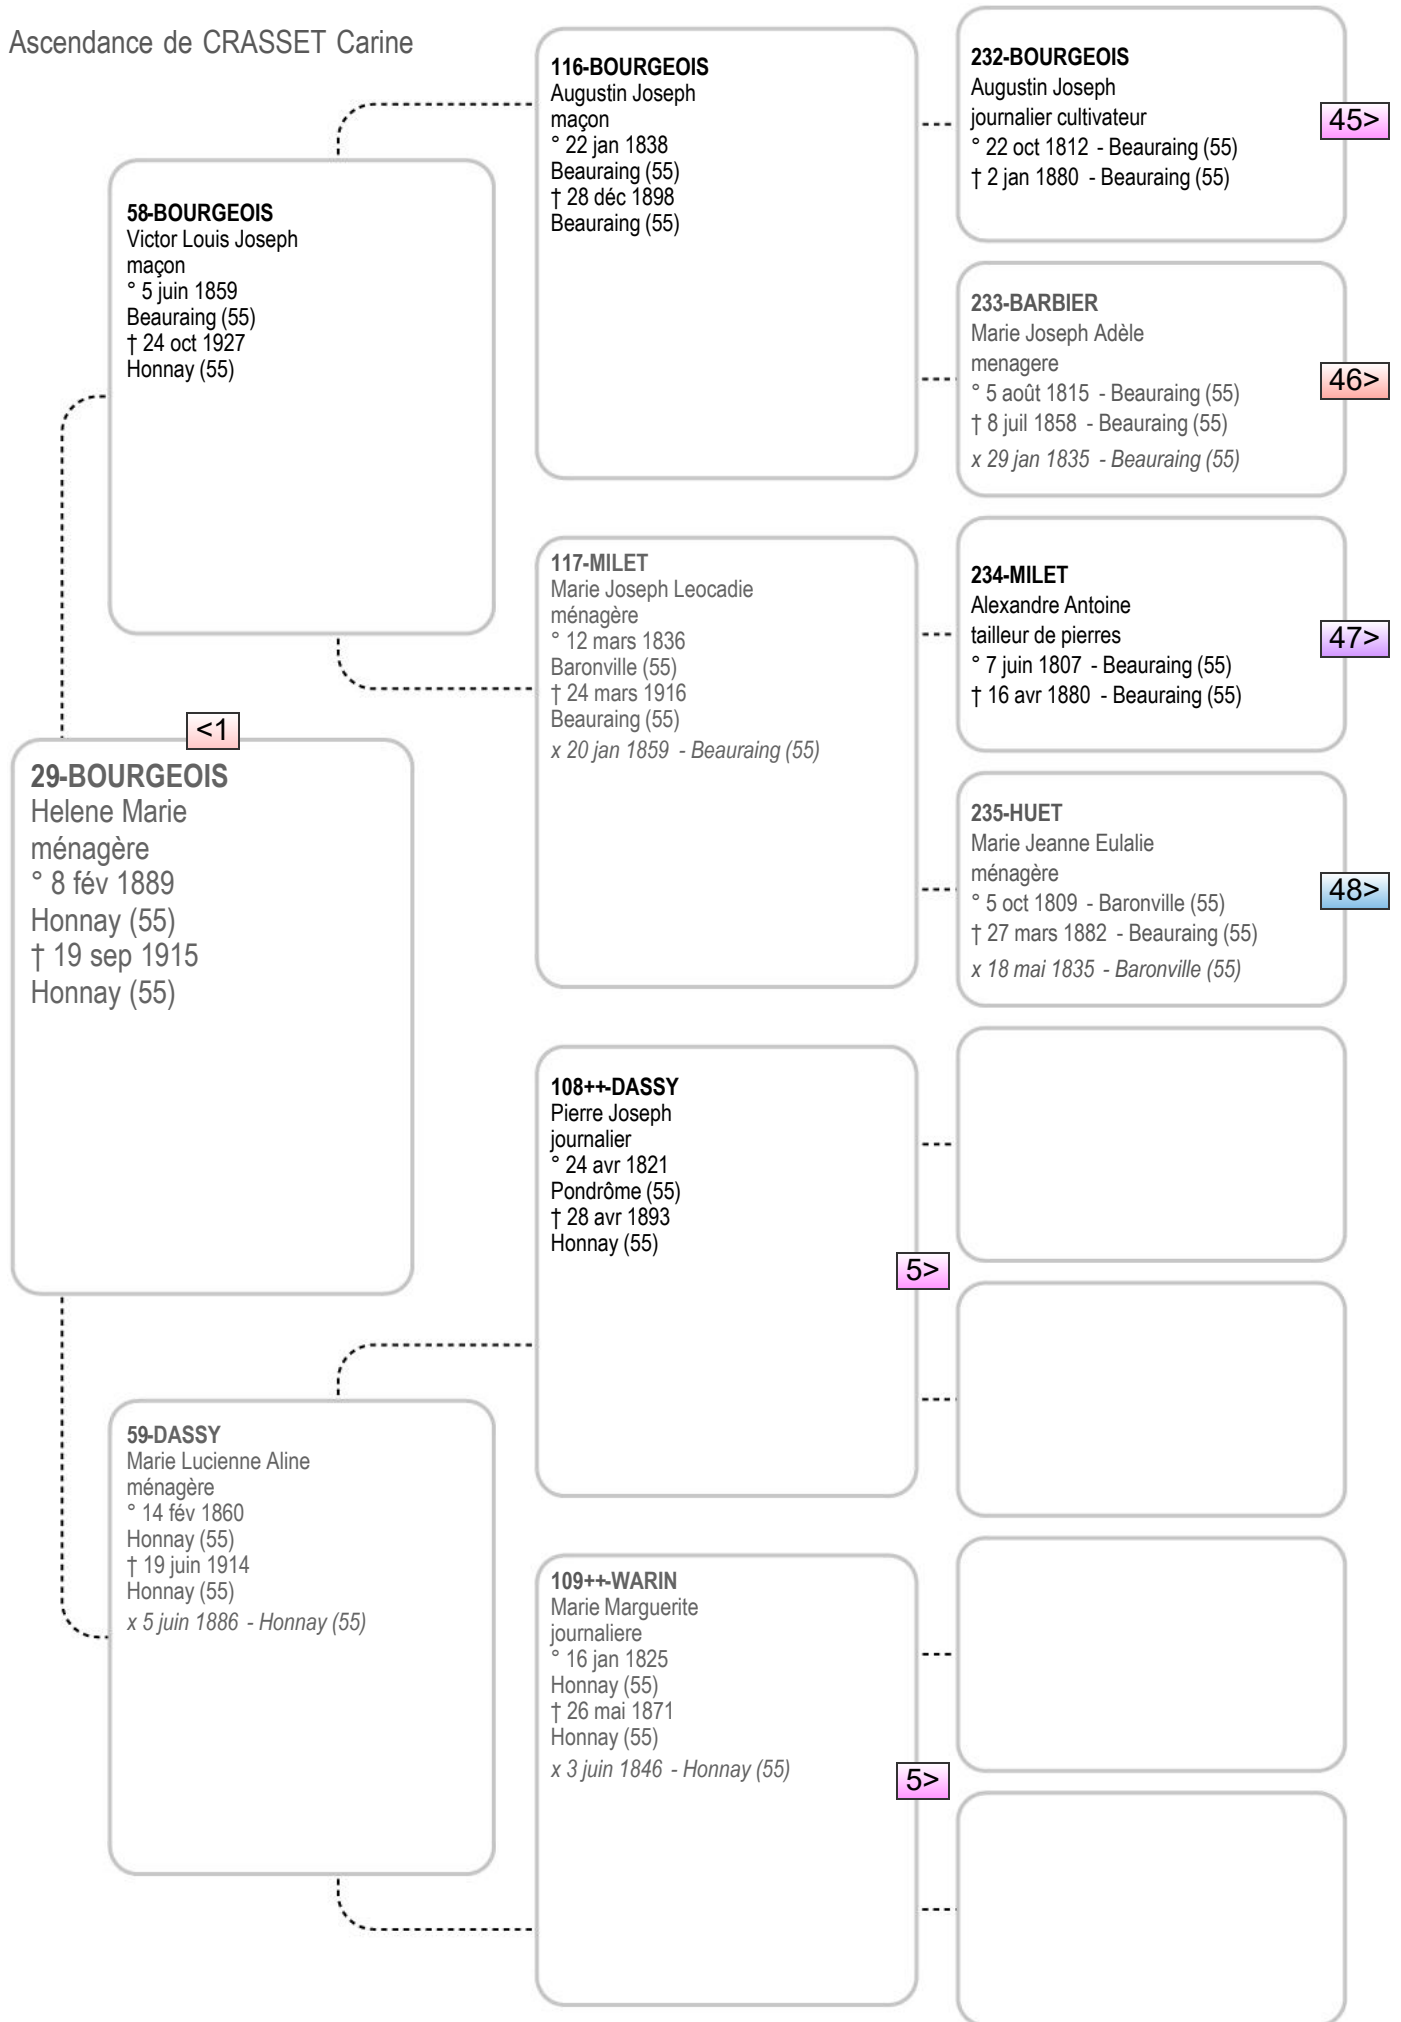 Ascendance de CRASSET Carine
<1
29-BOURGEOIS
Helene Marie
ménagère
° 8 fév 1889
Honnay (55)
† 19 sep 1915
Honnay (55)
58-BOURGEOIS
Victor Louis Joseph
maçon
° 5 juin 1859
Beauraing (55)
† 24 oct 1927
Honnay (55)
59-DASSY
Marie Lucienne Aline
ménagère
° 14 fév 1860
Honnay (55)
† 19 juin 1914
Honnay (55)
x 5 juin 1886 - Honnay (55)
116-BOURGEOIS
Augustin Joseph
maçon
° 22 jan 1838
Beauraing (55)
† 28 déc 1898
Beauraing (55)
117-MILET
Marie Joseph Leocadie
ménagère
° 12 mars 1836
Baronville (55)
† 24 mars 1916
Beauraing (55)
x 20 jan 1859 - Beauraing (55)
108++-DASSY
Pierre Joseph
journalier
° 24 avr 1821
Pondrôme (55)
† 28 avr 1893
Honnay (55)
5>
109++-WARIN
Marie Marguerite
journaliere
° 16 jan 1825
Honnay (55)
† 26 mai 1871
Honnay (55)
x 3 juin 1846 - Honnay (55)
5>
232-BOURGEOIS
Augustin Joseph
journalier cultivateur
° 22 oct 1812 - Beauraing (55)
† 2 jan 1880 - Beauraing (55)
45>
233-BARBIER
Marie Joseph Adèle
menagere
° 5 août 1815 - Beauraing (55)
† 8 juil 1858 - Beauraing (55)
x 29 jan 1835 - Beauraing (55)
46>
234-MILET
Alexandre Antoine
tailleur de pierres
° 7 juin 1807 - Beauraing (55)
† 16 avr 1880 - Beauraing (55)
47>
235-HUET
Marie Jeanne Eulalie
ménagère
° 5 oct 1809 - Baronville (55)
† 27 mars 1882 - Beauraing (55)
x 18 mai 1835 - Baronville (55)
48>